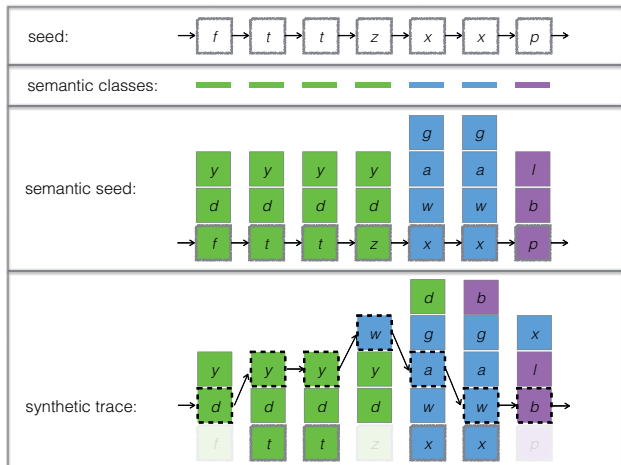 seed: f t t z x x p
semantic classes:
g g
y y y y a a l
semantic seed:
d d d d w w b
f t t z x x p
d b
w g g x
y y y y a a l
synthetic trace: d d d d w w b
f t t z x x p